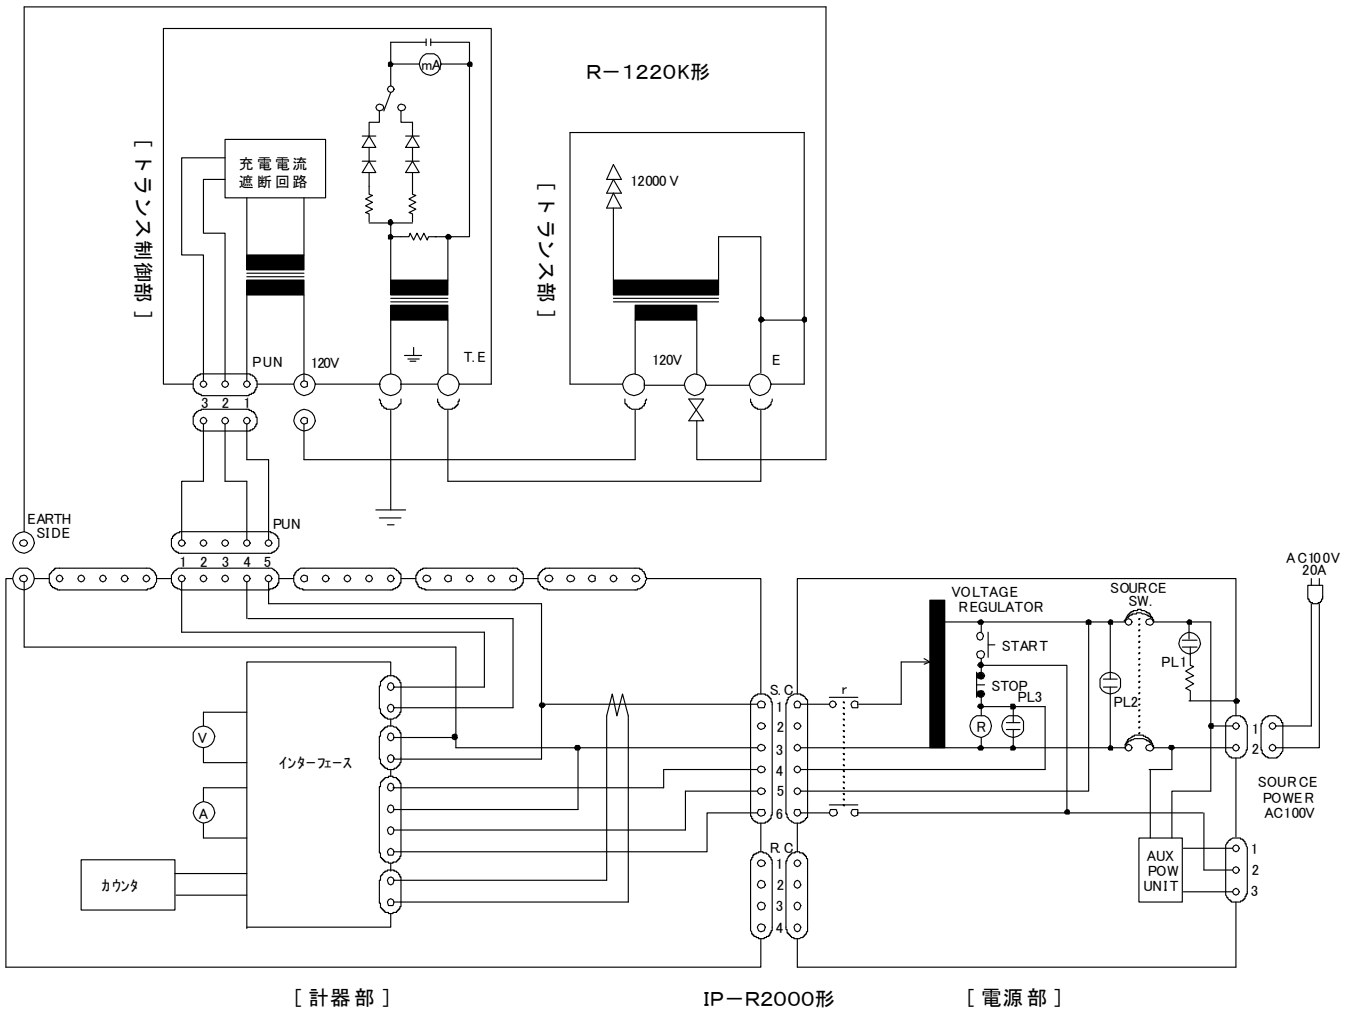 R－1220K形
[ トランス制御部 ]
mA
充電電流
遮断回路
PUN
120V
T.E
3 2 1
[ トランス部 ]
12000V
120V
E
EARTH
SIDE
PUN
1 2 3 4 5
V
A
インターフェース
カウンタ
S.C
1
2
3
4
5
6
R.C
1
2
3
4
r
VOLTAGE
REGULATOR
START
STOP
R
PL3
PL2
SOURCE
SW.
PL1
AC100V
20A
1
2
SOURCE
POWER
AC100V
AUX
POW
UNIT
1
2
3
[ 計器部 ]
IP－R2000形
[ 電源部 ]